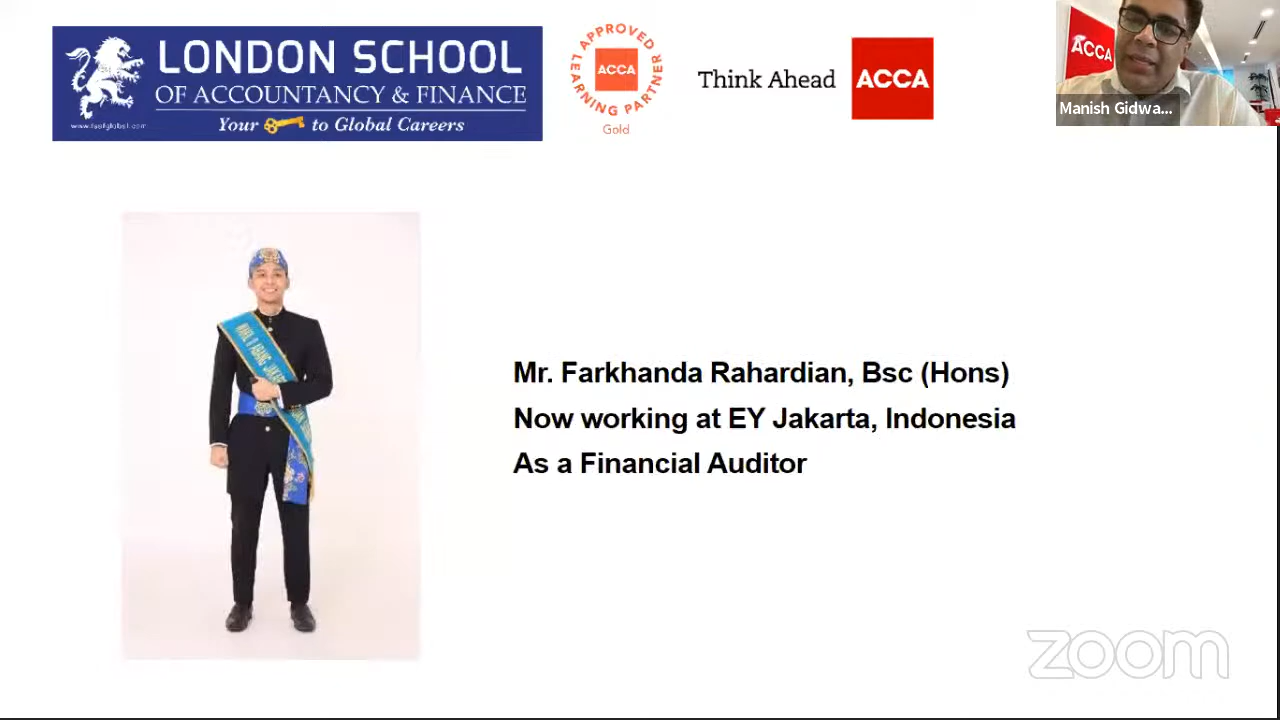 LONDON SCHOOL
OF ACCOUNTANCY & FINANCE
Your to Global Careers
APPROVED
ACCA
LEARNING PARTNER
Gold
Think Ahead
ACCA
ACCA
Manish Gidwa...
Mr. Farkhanda Rahardian, Bsc (Hons)
Now working at EY Jakarta, Indonesia
As a Financial Auditor
zoom